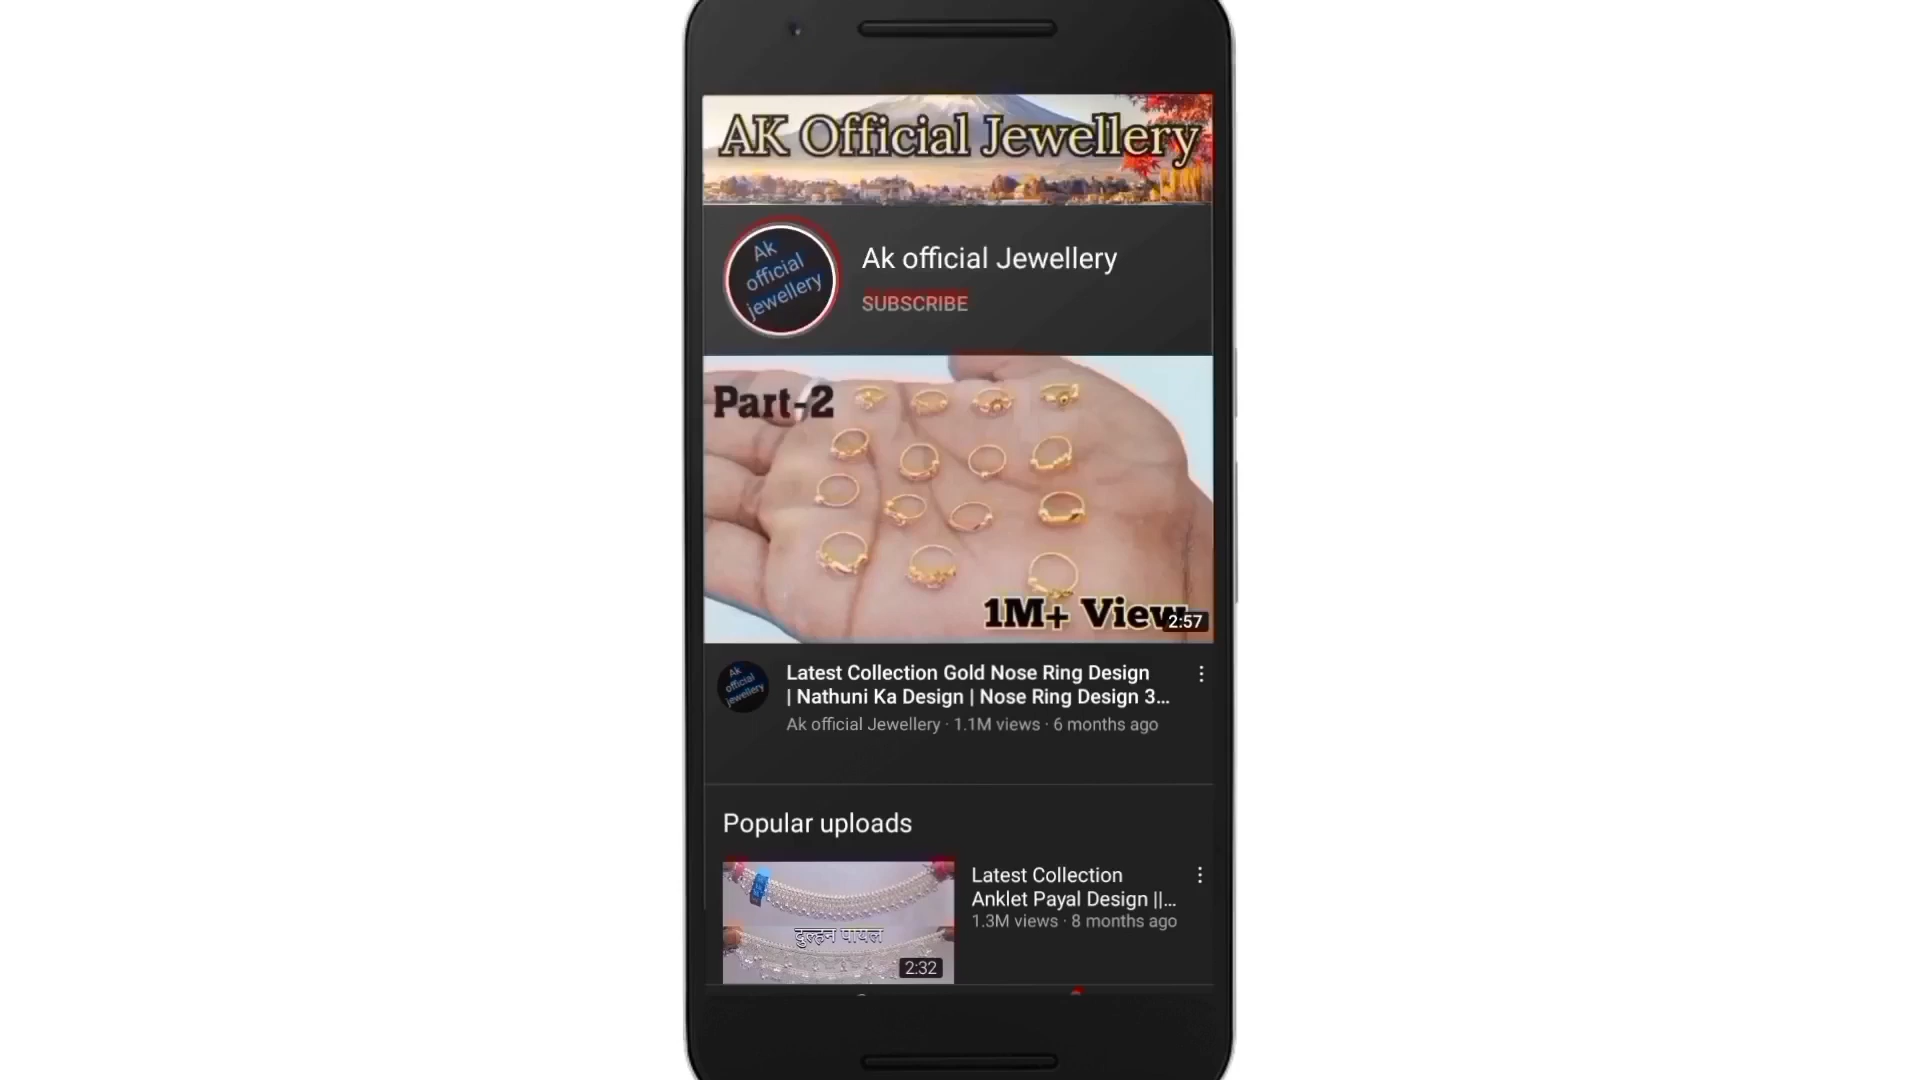 AK Official Jewellery
Ak
official
jewellery
Ak official Jewellery
SUBSCRIBE
Part-2
1M+ View
2:57
Ak
official
jewellery
Latest Collection Gold Nose Ring Design
| Nathuni Ka Design | Nose Ring Design 3...
Ak official Jewellery · 1.1M views · 6 months ago
Popular uploads
दुल्हन पायल
2:32
Latest Collection
Anklet Payal Design ||...
1.3M views · 8 months ago